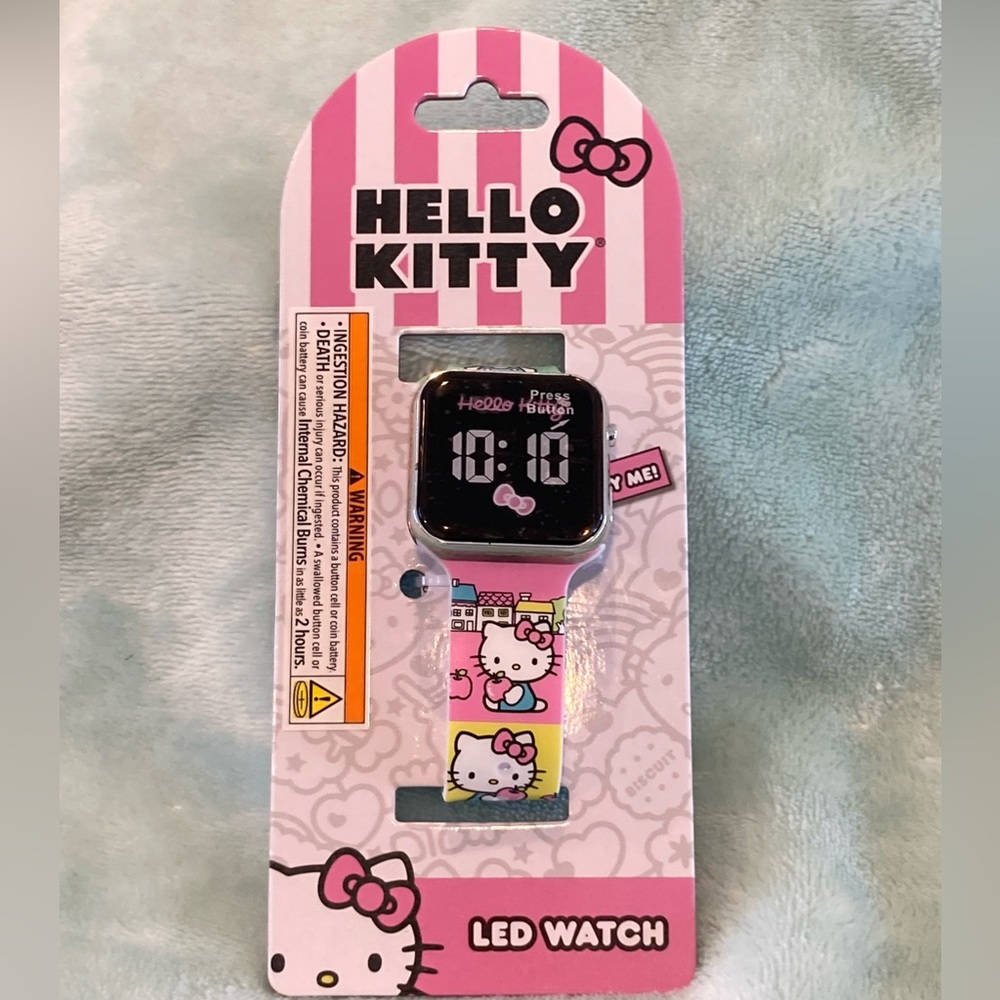 HELLO
KITTY®
Press
Hello Kitty
Button
10:10
Y ME!
⚠ WARNING
• INGESTION HAZARD: This product contains a button cell or coin battery.
• DEATH or serious injury can occur if ingested. • A swallowed button cell or
coin battery can cause Internal Chemical Burns in as little as 2 hours.
BISCUIT
LED WATCH